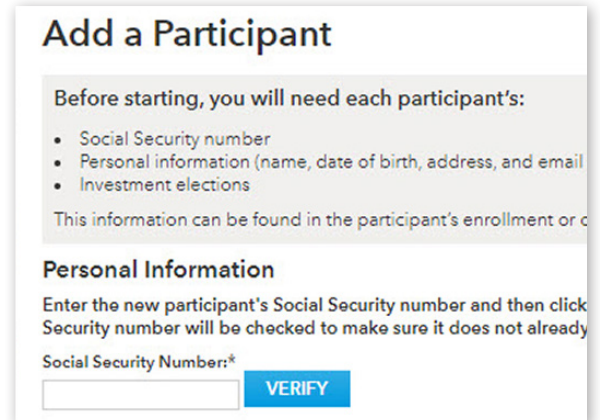 Add a Participant
Before starting, you will need each participant's:
• Social Security number
• Personal information (name, date of birth, address, and email
• Investment elections
This information can be found in the participant's enrollment or
Personal Information
Enter the new participant's Social Security number and then click
Security number will be checked to make sure it does not already
Social Security Number:*
VERIFY